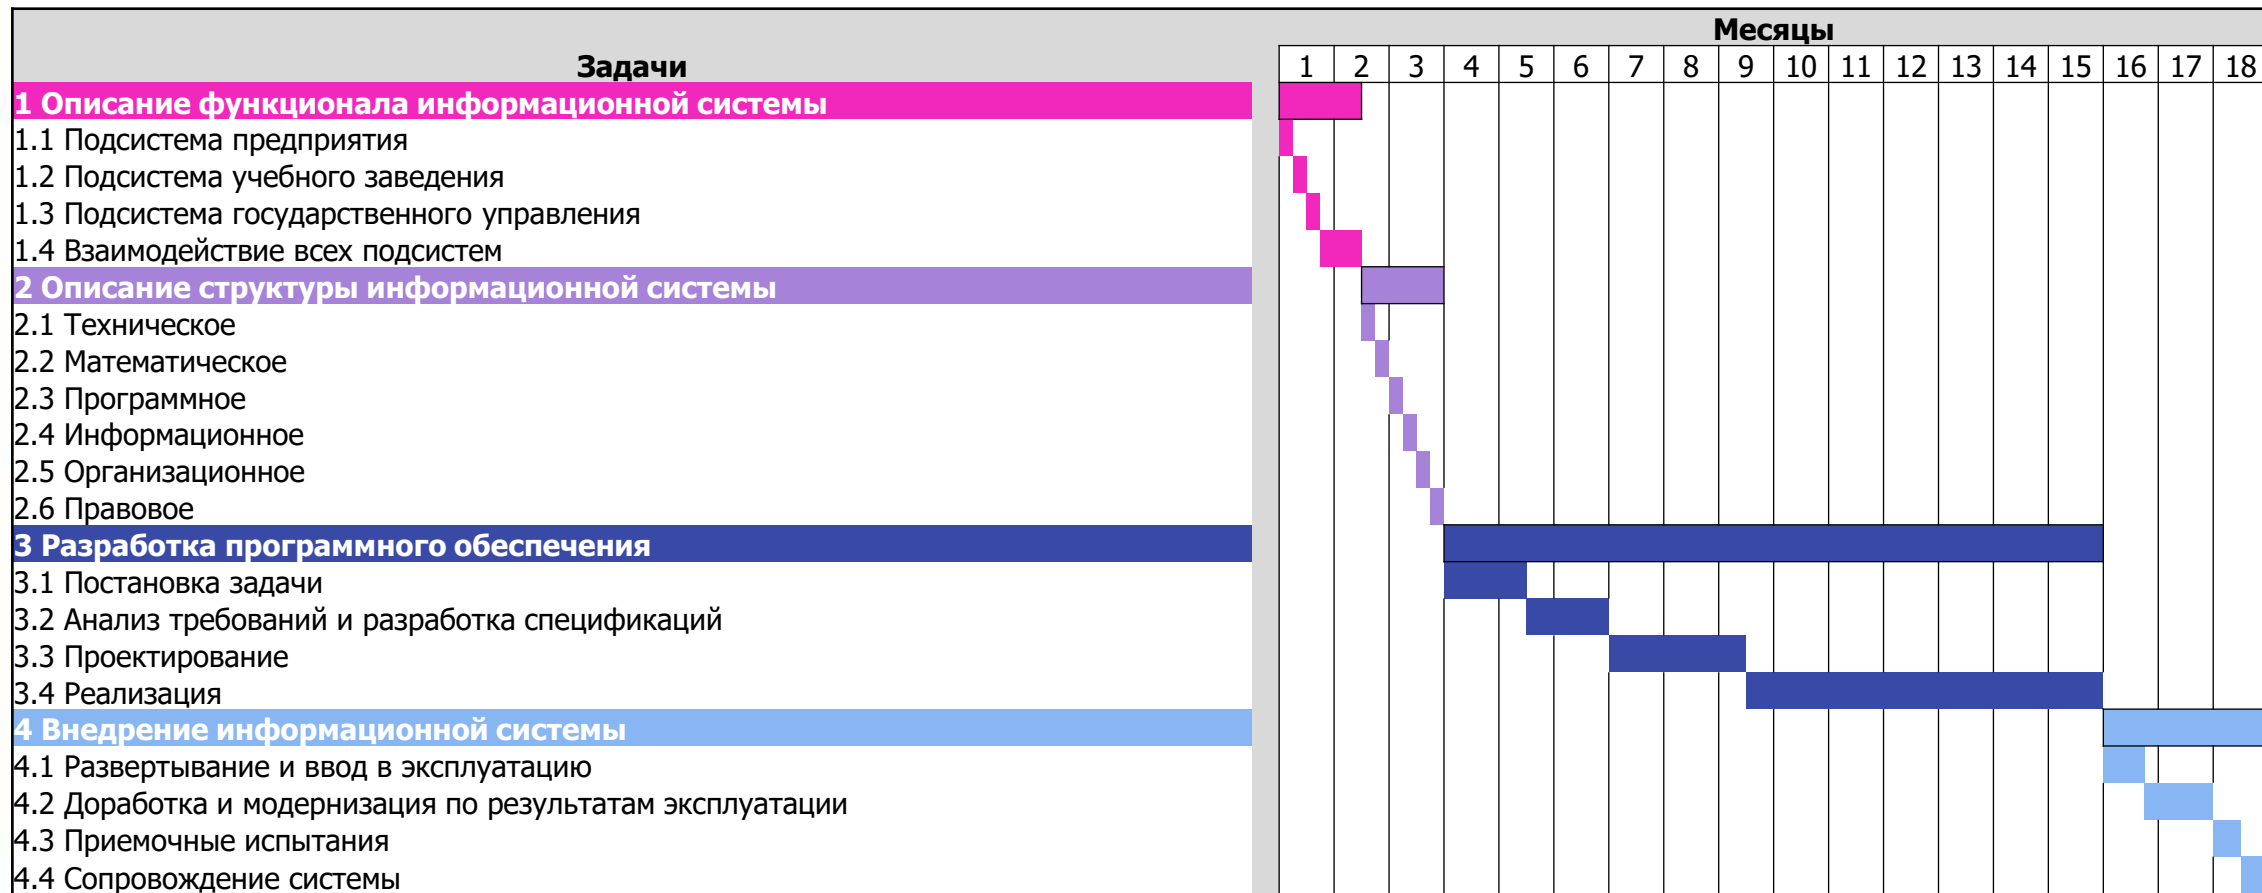 Месяцы
Задачи
1 2 3 4 5 6 7 8 9 10 11 12 13 14 15 16 17 18
1 Описание функционала информационной системы
1.1 Подсистема предприятия
1.2 Подсистема учебного заведения
1.3 Подсистема государственного управления
1.4 Взаимодействие всех подсистем
2 Описание структуры информационной системы
2.1 Техническое
2.2 Математическое
2.3 Программное
2.4 Информационное
2.5 Организационное
2.6 Правовое
3 Разработка программного обеспечения
3.1 Постановка задачи
3.2 Анализ требований и разработка спецификаций
3.3 Проектирование
3.4 Реализация
4 Внедрение информационной системы
4.1 Развертывание и ввод в эксплуатацию
4.2 Доработка и модернизация по результатам эксплуатации
4.3 Приемочные испытания
4.4 Сопровождение системы